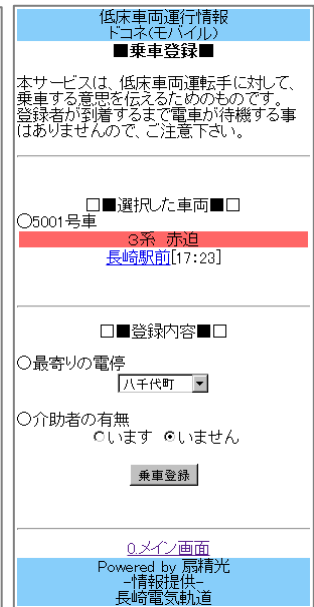 低床車両運行情報
ドコネ(モバイル)
■乗車登録■
本サービスは、低床車両運転手に対して、
乗車する意思を伝えるためのものです。
登録者が到着するまで電車が待機する事
はありませんので、ご注意下さい。
□■選択した車両■□
○5001号車
3系 赤迫
長崎駅前[17:23]
□■登録内容■□
○最寄りの電停
八千代町
○介助者の有無
います いません
乗車登録
0.メイン画面
Powered by 扇精光
-情報提供-
長崎電気軌道